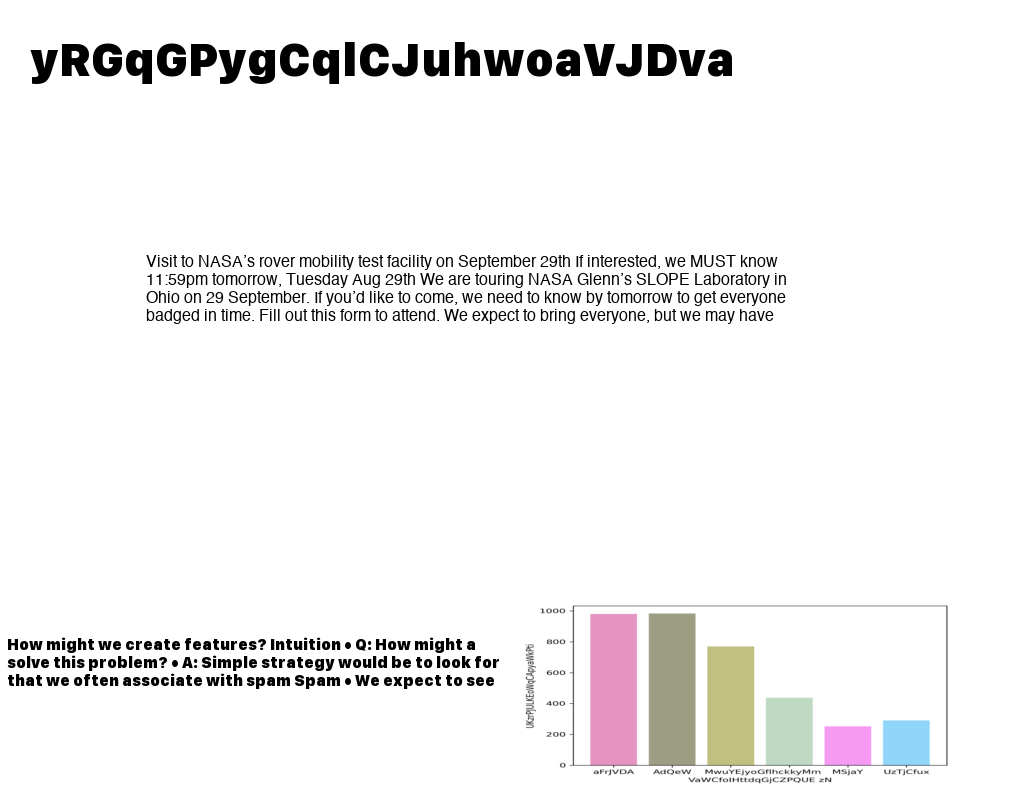 yRGqGPygCqlCJuhwoaVJDva
Visit to NASA’s rover mobility test facility on September 29th If interested, we MUST know
11:59pm tomorrow, Tuesday Aug 29th We are touring NASA Glenn’s SLOPE Laboratory in
Ohio on 29 September. If you’d like to come, we need to know by tomorrow to get everyone
badged in time. Fill out this form to attend. We expect to bring everyone, but we may have
How might we create features? Intuition • Q: How might a
solve this problem? • A: Simple strategy would be to look for
that we often associate with spam Spam • We expect to see
1000
800
600
400
200
0
aFrJVDA AdQeW MwuYEjyoGflhckkyMm MSjaY UzTjCfux